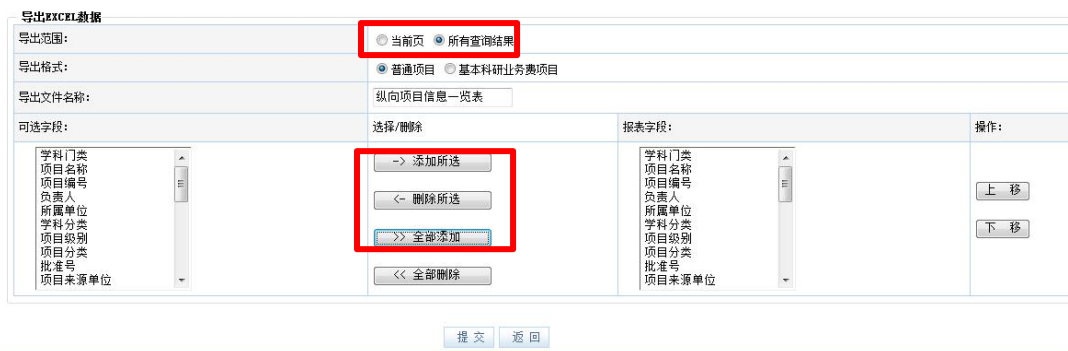 导出EXCEL数据
导出范围： 当前页 所有查询结果
导出格式： 普通项目 基本科研业务费项目
导出文件名称： 纵向项目信息一览表
可选字段： 选择/删除 报表字段： 操作：
学科门类
项目名称
项目编号
负责人
所属单位
学科分类
项目级别
项目分类
批准号
项目来源单位
-> 添加所选
<- 删除所选
>> 全部添加
<< 全部删除
学科门类
项目名称
项目编号
负责人
所属单位
学科分类
项目级别
项目分类
批准号
项目来源单位
上 移
下 移
提 交 返 回